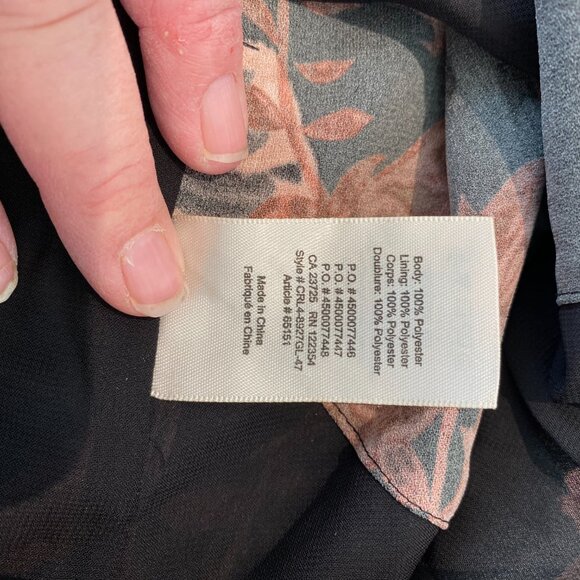 Body: 100% Polyester
Lining: 100% Polyester
Corps: 100% Polyester
Doublure: 100% Polyester
P.O. # 4500077446
P.O. # 4500077447
P.O. # 4500077448
CA 23725 RN 122354
Style # CRL4-8927GL-47
Article # 65151
Made in China
Fabriqué en Chine